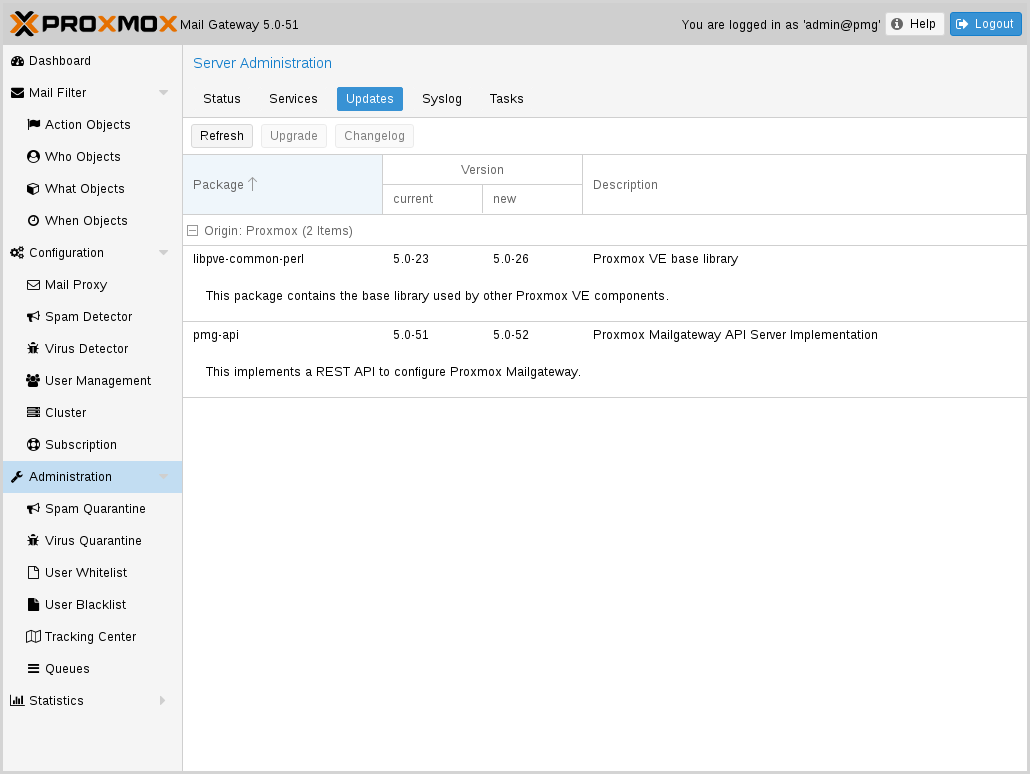 PROXMOX Mail Gateway 5.0-51 You are logged in as 'admin@pmg' Help Logout
Dashboard
Mail Filter
Action Objects
Who Objects
What Objects
When Objects
Configuration
Mail Proxy
Spam Detector
Virus Detector
User Management
Cluster
Subscription
Administration
Spam Quarantine
Virus Quarantine
User Whitelist
User Blacklist
Tracking Center
Queues
Statistics
Server Administration
Status Services Updates Syslog Tasks
Refresh Upgrade Changelog
Package Version Description
current new
Origin: Proxmox (2 Items)
libpve-common-perl 5.0-23 5.0-26 Proxmox VE base library
This package contains the base library used by other Proxmox VE components.
pmg-api 5.0-51 5.0-52 Proxmox Mailgateway API Server Implementation
This implements a REST API to configure Proxmox Mailgateway.